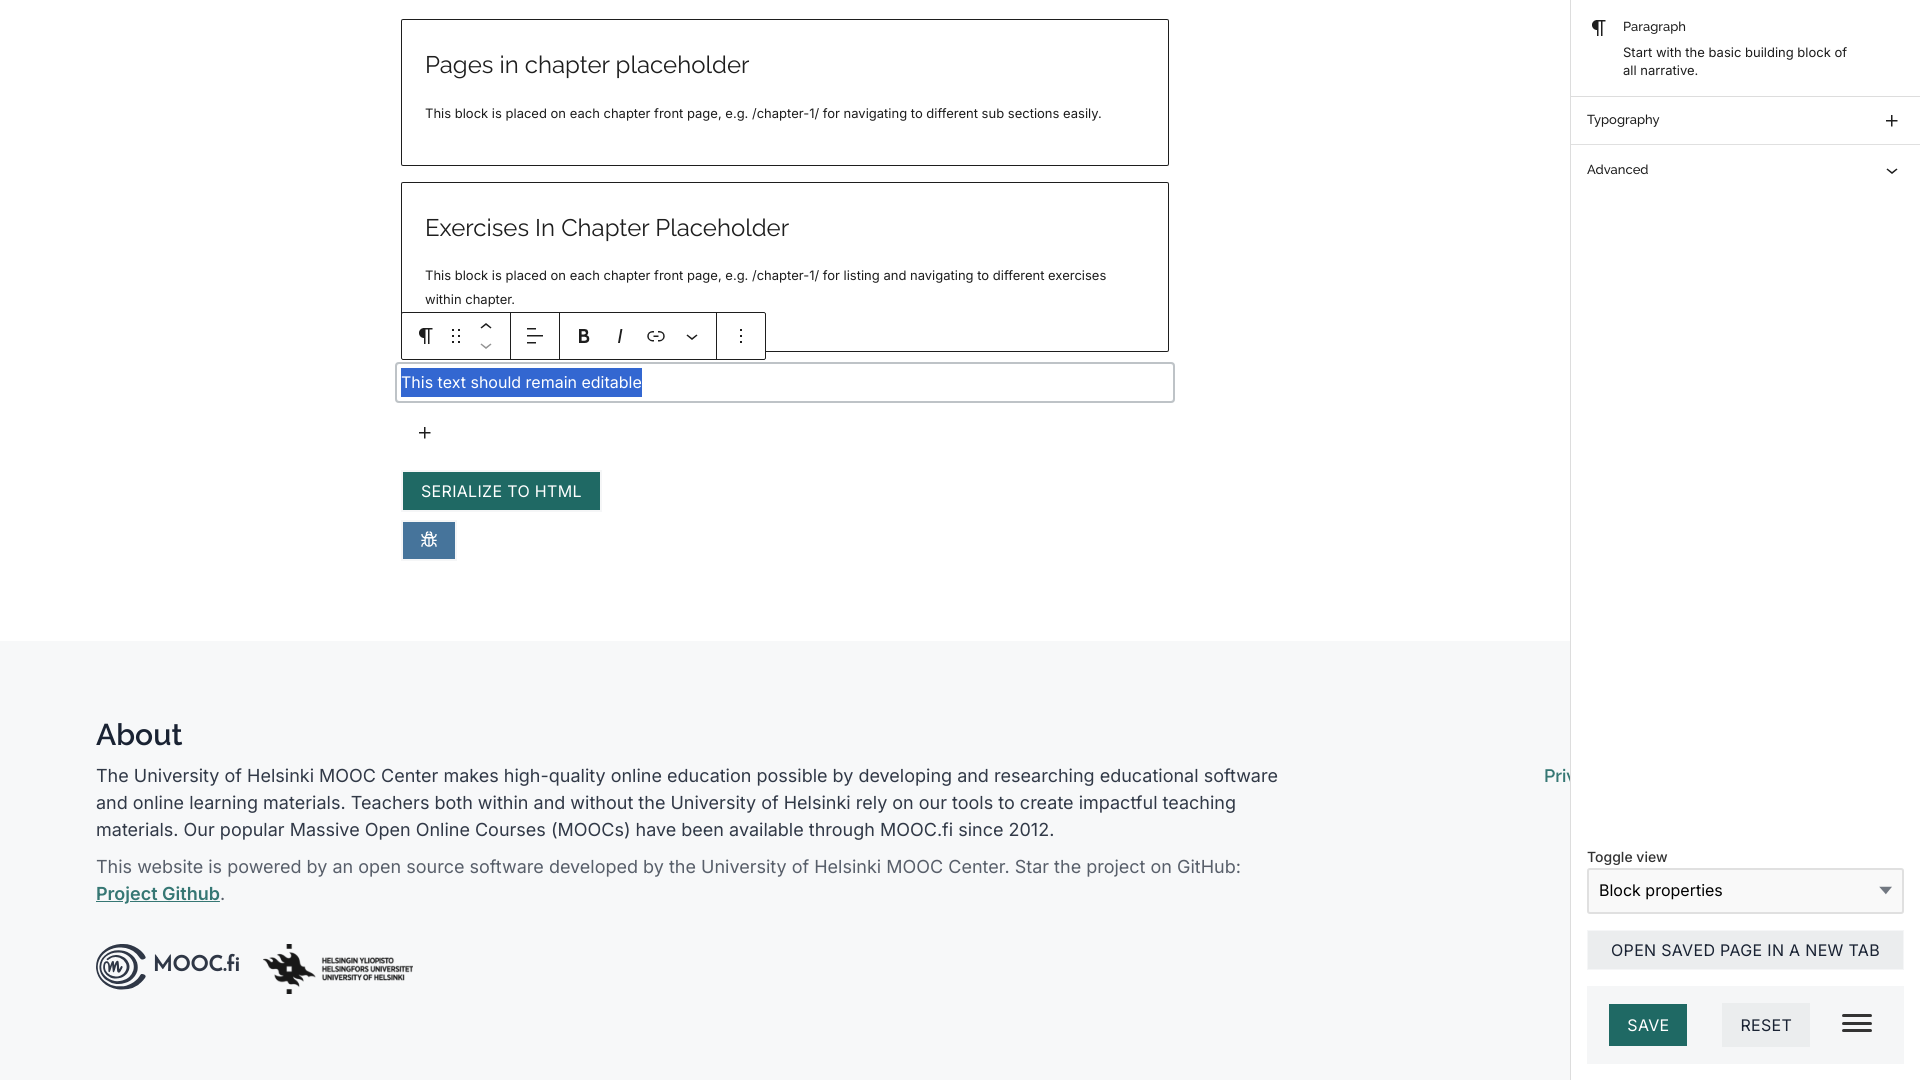 Pages in chapter placeholder
This block is placed on each chapter front page, e.g. /chapter-1/ for navigating to different sub sections easily.
Exercises In Chapter Placeholder
This block is placed on each chapter front page, e.g. /chapter-1/ for listing and navigating to different exercises
within chapter.
B I
This text should remain editable
SERIALIZE TO HTML
About
The University of Helsinki MOOC Center makes high-quality online education possible by developing and researching educational software
and online learning materials. Teachers both within and without the University of Helsinki rely on our tools to create impactful teaching
materials. Our popular Massive Open Online Courses (MOOCs) have been available through MOOC.fi since 2012.
This website is powered by an open source software developed by the University of Helsinki MOOC Center. Star the project on GitHub:
Project Github.
MOOC.fi
HELSINGIN YLIOPISTO
HELSINGFORS UNIVERSITET
UNIVERSITY OF HELSINKI
Priv
Paragraph
Start with the basic building block of
all narrative.
Typography
Advanced
Toggle view
Block properties
OPEN SAVED PAGE IN A NEW TAB
SAVE
RESET